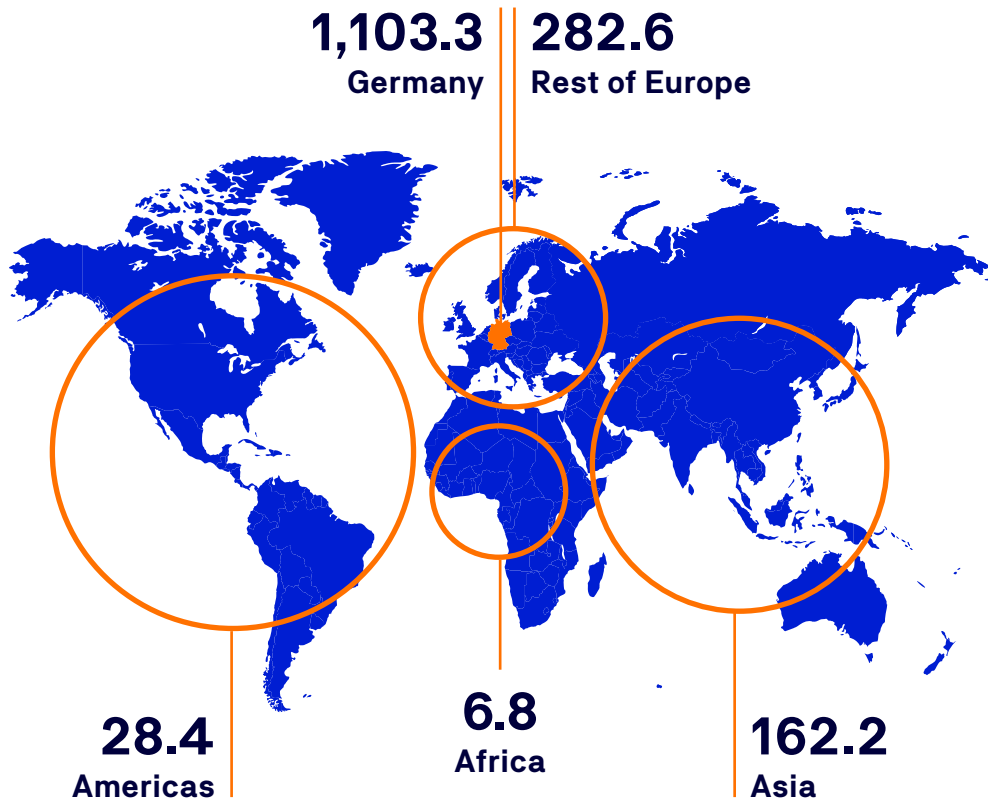 1,103.3
Germany
282.6
Rest of Europe
28.4
Americas
6.8
Africa
162.2
Asia